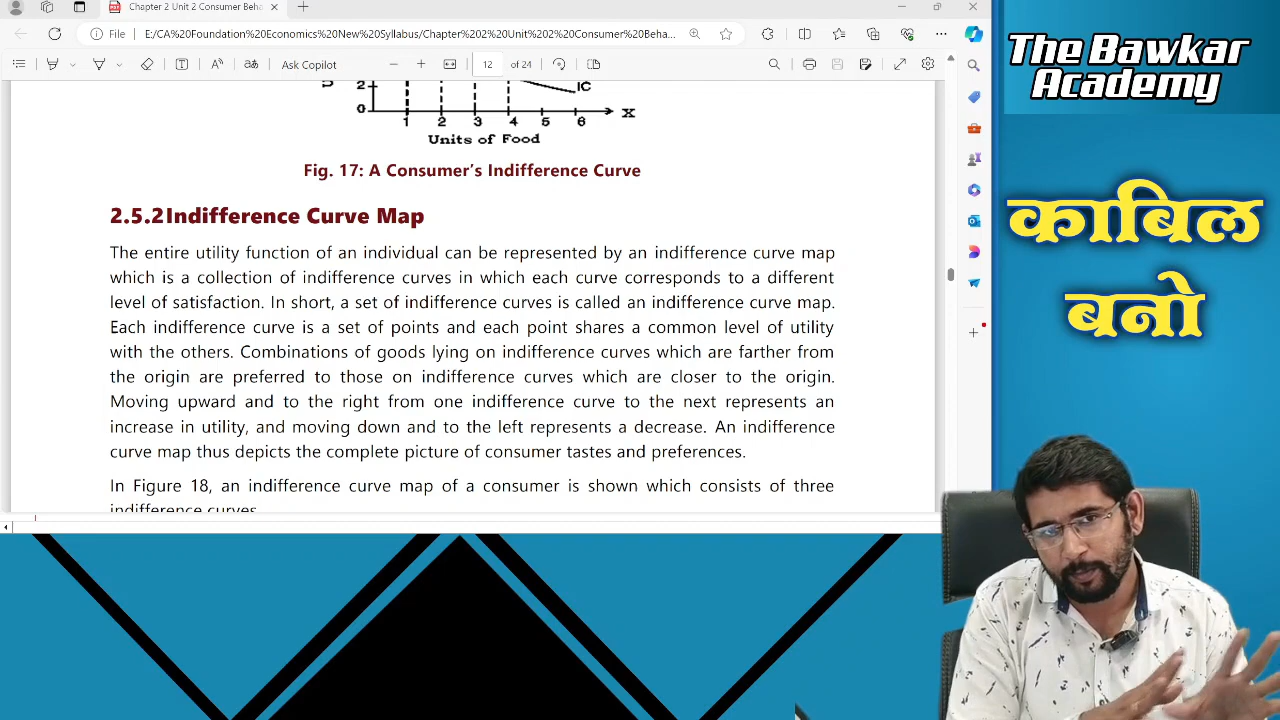 Chapter 2 Unit 2 Consumer Beha
File
E:/CA%20Foundation%20Economics%20New%20Syllabus/Chapter%202%20Unit%202%20Consumer%20Beha...
Ask Copilot
12 of 24
2
0
IC
X
1 2 3 4 5 6
Units of Food
Fig. 17: A Consumer's Indifference Curve
2.5.2 Indifference Curve Map
The entire utility function of an individual can be represented by an indifference curve map
which is a collection of indifference curves in which each curve corresponds to a different
level of satisfaction. In short, a set of indifference curves is called an indifference curve map.
Each indifference curve is a set of points and each point shares a common level of utility
with the others. Combinations of goods lying on indifference curves which are farther from
the origin are preferred to those on indifference curves which are closer to the origin.
Moving upward and to the right from one indifference curve to the next represents an
increase in utility, and moving down and to the left represents a decrease. An indifference
curve map thus depicts the complete picture of consumer tastes and preferences.
In Figure 18, an indifference curve map of a consumer is shown which consists of three
indifference curves
The Bawkar
Academy
काबिल
बनो